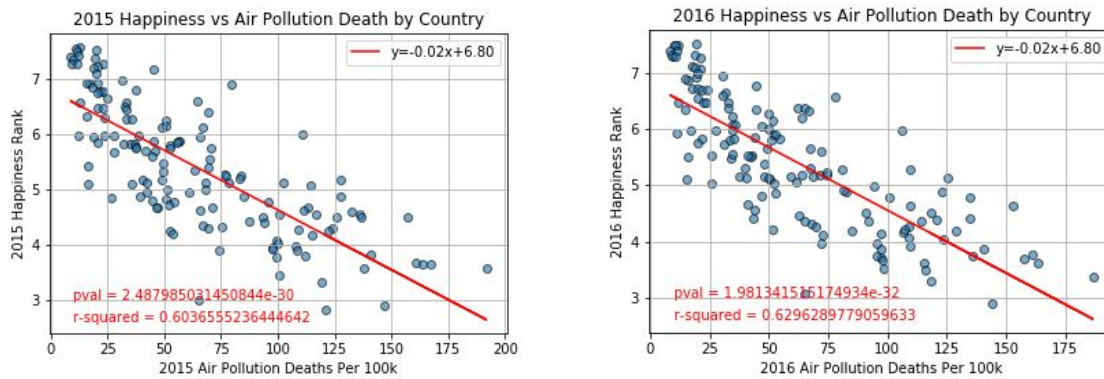 2015 Happiness vs Air Pollution Death by Country
y=-0.02x+6.80
7
6
5
4
3
2015 Happiness Rank
pval = 2.487985031450844e-30
r-squared = 0.6036555236444642
0 25 50 75 100 125 150 175 200
2015 Air Pollution Deaths Per 100k
2016 Happiness vs Air Pollution Death by Country
y=-0.02x+6.80
7
6
5
4
3
2016 Happiness Rank
pval = 1.981341515174934e-32
r-squared = 0.6296289779059633
0 25 50 75 100 125 150 175
2016 Air Pollution Deaths Per 100k